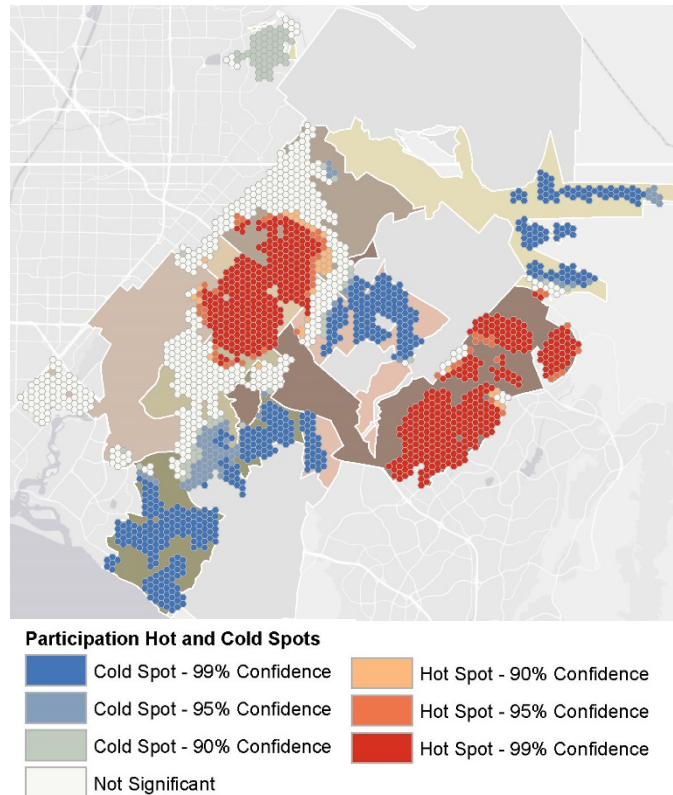 Participation Hot and Cold Spots
Cold Spot - 99% Confidence
Cold Spot - 95% Confidence
Cold Spot - 90% Confidence
Not Significant
Hot Spot - 90% Confidence
Hot Spot - 95% Confidence
Hot Spot - 99% Confidence